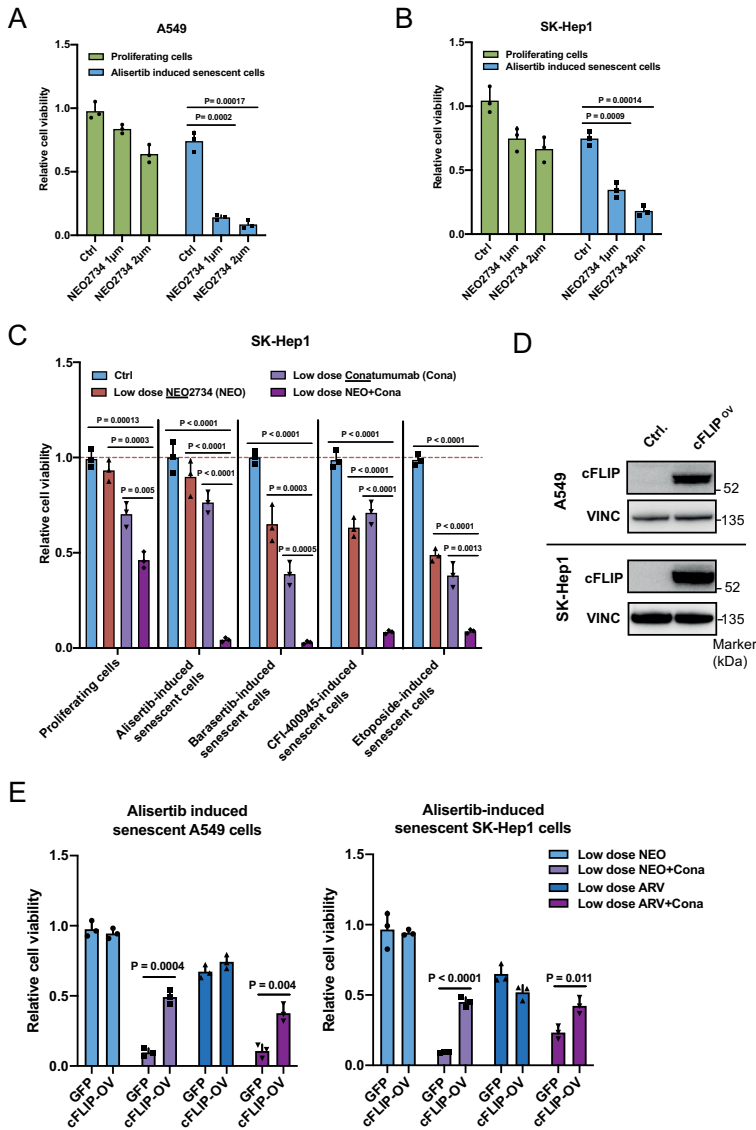 A
A549
Proliferating cells
Alisertib induced senescent cells
P = 0.00017
P = 0.0002
Relative cell viability
1.5
1.0
0.5
0.0
Ctrl
NEO2734 1μm
NEO2734 2μm
Ctrl
NEO2734 1μm
NEO2734 2μm
B
SK-Hep1
Proliferating cells
Alisertib induced senescent cells
P = 0.00014
P = 0.0009
Relative cell viability
1.5
1.0
0.5
0.0
Ctrl
NEO2734 1μm
NEO2734 2μm
Ctrl
NEO2734 1μm
NEO2734 2μm
C
SK-Hep1
Ctrl
Low dose Conatumumab (Cona)
Low dose NEO2734 (NEO)
Low dose NEO+Cona
Relative cell viability
1.5
1.0
0.5
0.0
P = 0.00013
P = 0.0003
P = 0.005
P < 0.0001
P < 0.0001
P < 0.0001
P < 0.0001
P = 0.0003
P = 0.0005
P < 0.0001
P < 0.0001
P < 0.0001
P < 0.0001
P < 0.0001
P = 0.0013
Proliferating cells
Alisertib-induced
senescent cells
Barasertib-induced
senescent cells
CFI-400945-induced
senescent cells
Etoposide-induced
senescent cells
D
Ctrl.
cFLIP OV
A549
cFLIP
52
VINC
135
SK-Hep1
cFLIP
52
VINC
135
Marker
(kDa)
E
Alisertib induced
senescent A549 cells
Relative cell viability
1.5
1.0
0.5
0.0
P = 0.0004
P = 0.004
GFP
cFLIP-OV
GFP
cFLIP-OV
GFP
cFLIP-OV
GFP
cFLIP-OV
Alisertib-induced
senescent SK-Hep1 cells
Relative cell viability
1.5
1.0
0.5
0.0
P < 0.0001
P = 0.011
GFP
cFLIP-OV
GFP
cFLIP-OV
GFP
cFLIP-OV
GFP
cFLIP-OV
Low dose NEO
Low dose NEO+Cona
Low dose ARV
Low dose ARV+Cona